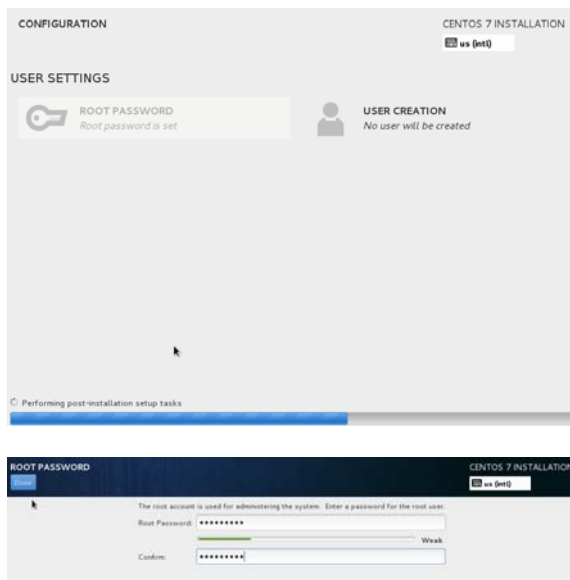 CONFIGURATION
CENTOS 7 INSTALLATION
us (intl)
USER SETTINGS
ROOT PASSWORD
Root password is set
USER CREATION
No user will be created
Performing post-installation setup tasks
ROOT PASSWORD
CENTOS 7 INSTALLATION
Done
us (intl)
The root account is used for administering the system. Enter a password for the root user.
Root Password: •••••••••
Weak
Confirm: •••••••••